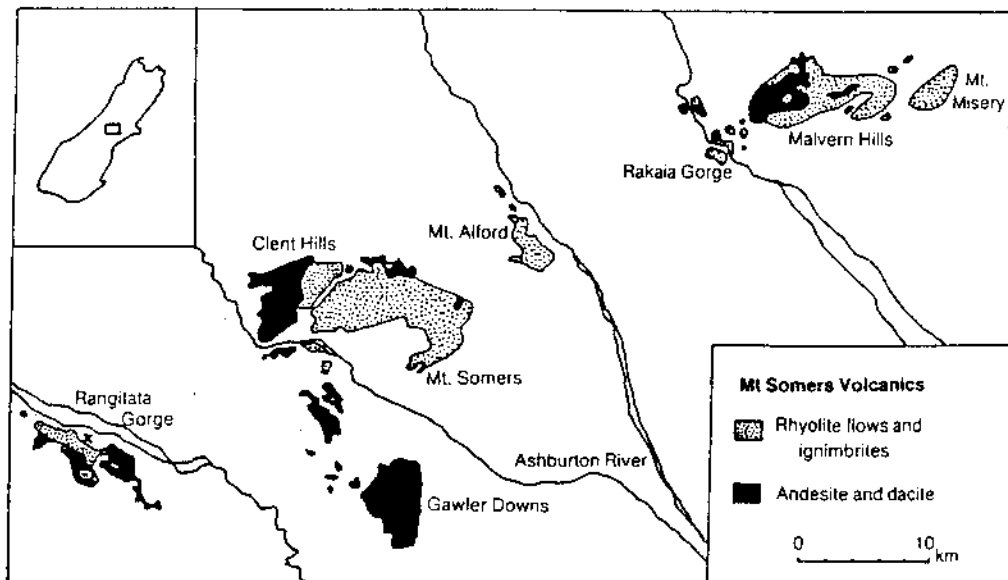 Mt.
Misery
Malvern Hills
Rakaia Gorge
Mt. Alford
Clent Hills
Mt. Somers
Rangitata
Gorge
Ashburton River
Gawler Downs
Mt Somers Volcanics
Rhyolite flows and
ignimbrites
Andesite and dacite
0 10
km
x